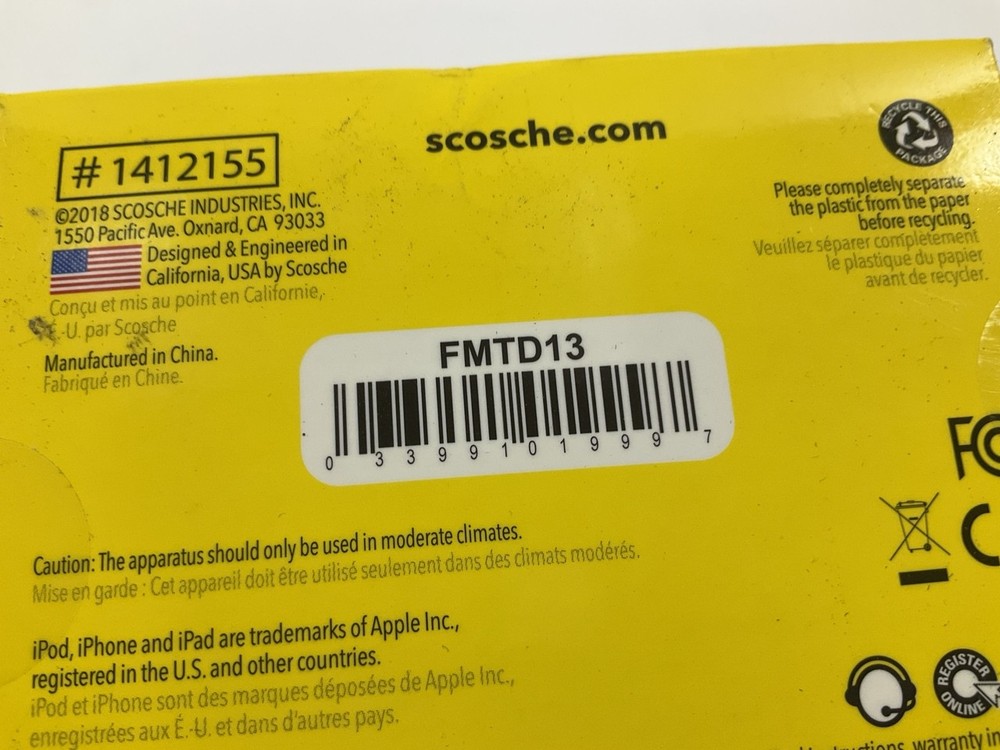 # 1412155
©2018 SCOSCHE INDUSTRIES, INC.
1550 Pacific Ave. Oxnard, CA 93033
Designed & Engineered in
California, USA by Scosche
Conçu et mis au point en Californie,
É.-U. par Scosche
Manufactured in China.
Fabriqué en Chine.
scosche.com
RECYCLE THIS
PACKAGE
Please completely separate
the plastic from the paper
before recycling.
Veuillez séparer complètement
le plastique du papier
avant de recycler.
FMTD13
0 33991 01999 7
FC
Caution: The apparatus should only be used in moderate climates.
Mise en garde : Cet appareil doit être utilisé seulement dans des climats modérés.
iPod, iPhone and iPad are trademarks of Apple Inc.,
registered in the U.S. and other countries.
iPod et iPhone sont des marques déposées de Apple Inc.,
enregistrées aux É.-U. et dans d'autres pays.
REGISTER
ONLINE
warranty